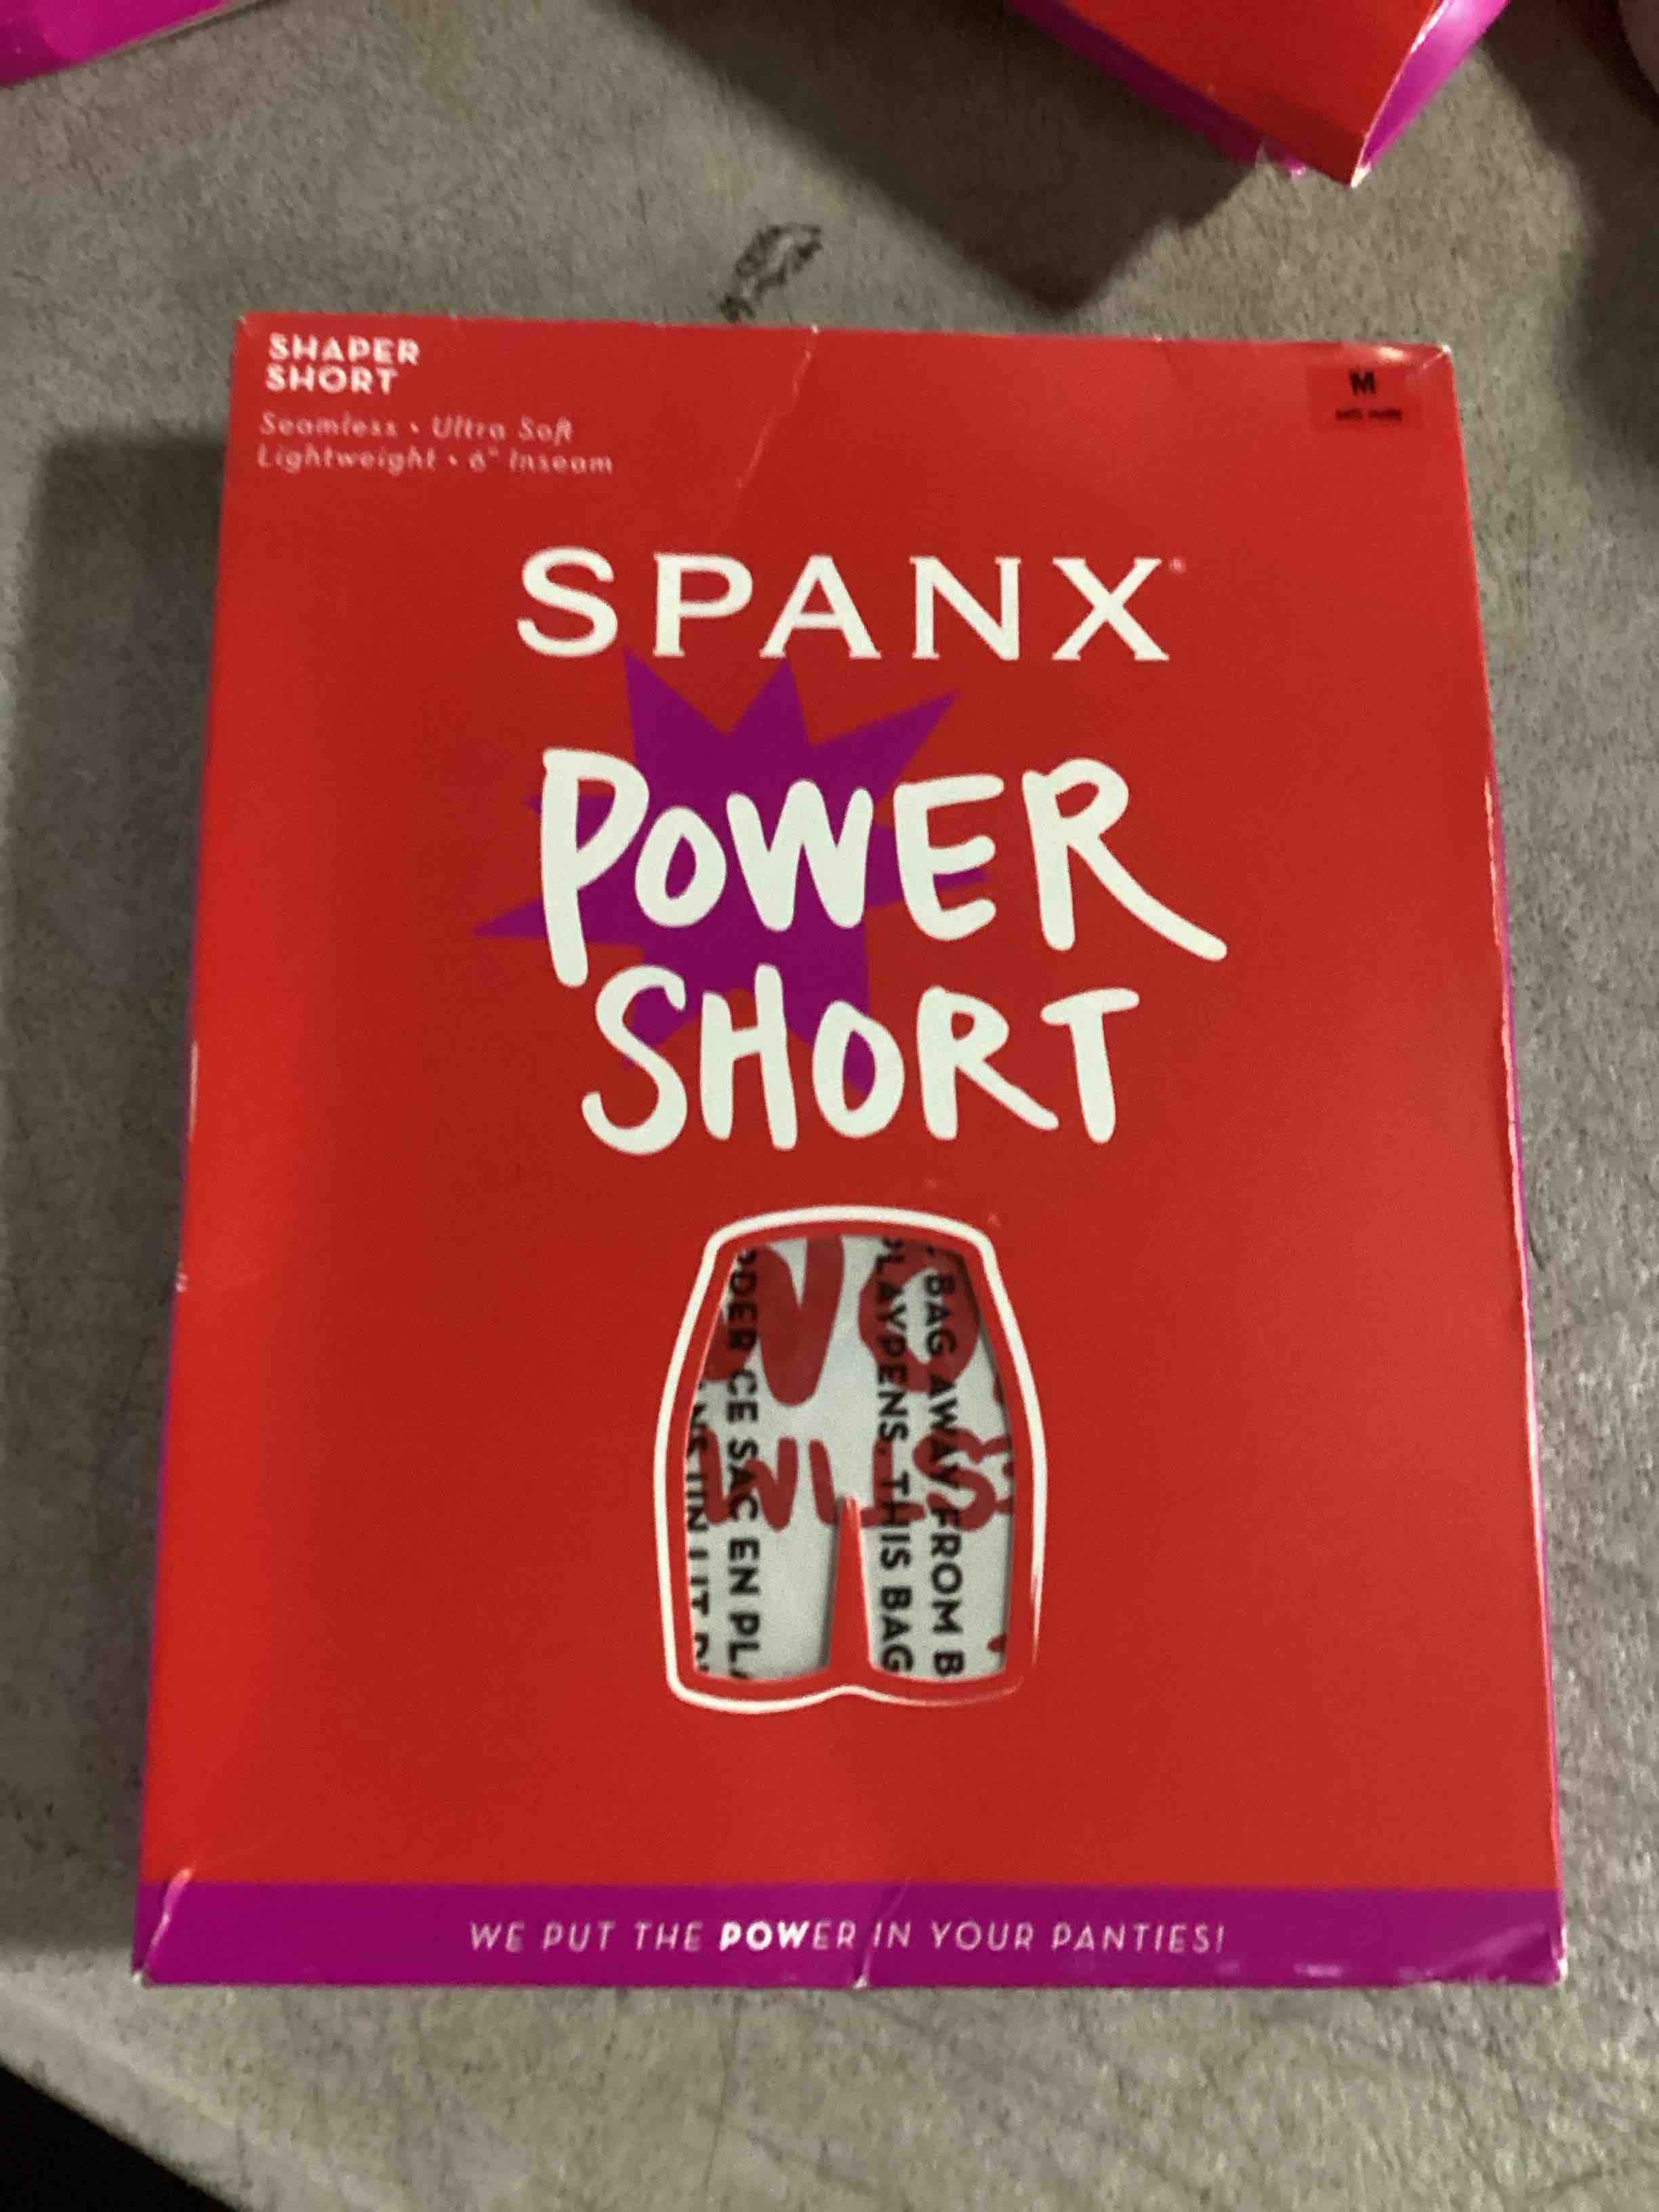 SHAPER
SHORT
Seamless • Ultra Soft
Lightweight • 6" Inseam
M
SPANX®
POWER
SHORT
BAG AWAY FROM B
PLAYPENS. THIS BAG
DER CE SAC EN PL
WE PUT THE POWER IN YOUR PANTIES!